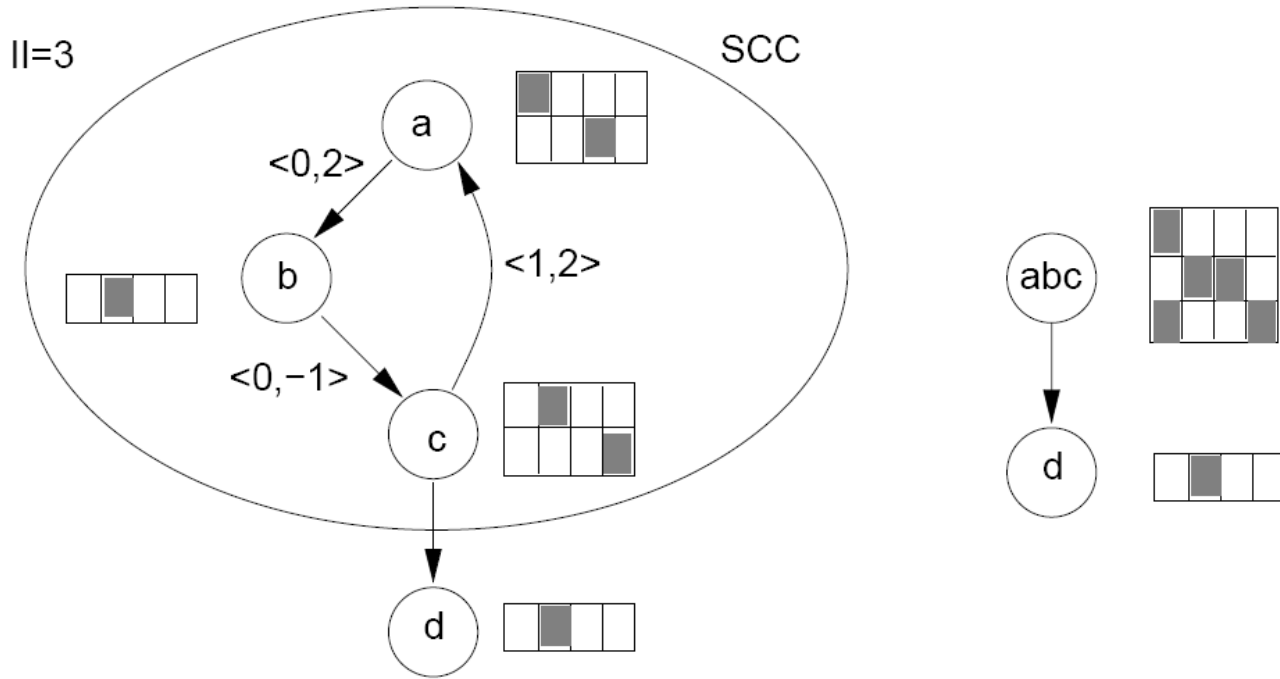 II=3
SCC
a
<0,2>
b
<1,2>
<0,−1>
c
d
abc
d